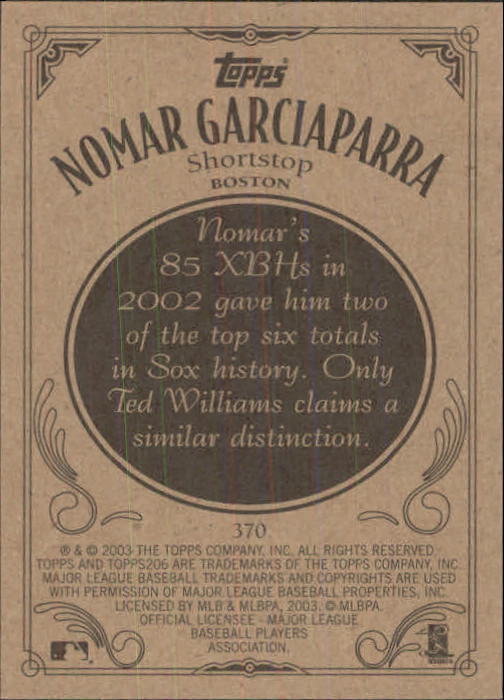 topps
NOMAR GARCIAPARRA
Shortstop
BOSTON
Nomar's
85 XBHs in
2002 gave him two
of the top six totals
in Sox history. Only
Ted Williams claims a
similar distinction.
370
® & © 2003 THE TOPPS COMPANY, INC. ALL RIGHTS RESERVED.
TOPPS AND TOPPS206 ARE TRADEMARKS OF THE TOPPS COMPANY, INC.
MAJOR LEAGUE BASEBALL TRADEMARKS AND COPYRIGHTS ARE USED
WITH PERMISSION OF MAJOR LEAGUE BASEBALL PROPERTIES, INC.
LICENSED BY MLB & MLBPA, 2003. © MLBPA.
OFFICIAL LICENSEE - MAJOR LEAGUE
BASEBALL PLAYERS
ASSOCIATION.